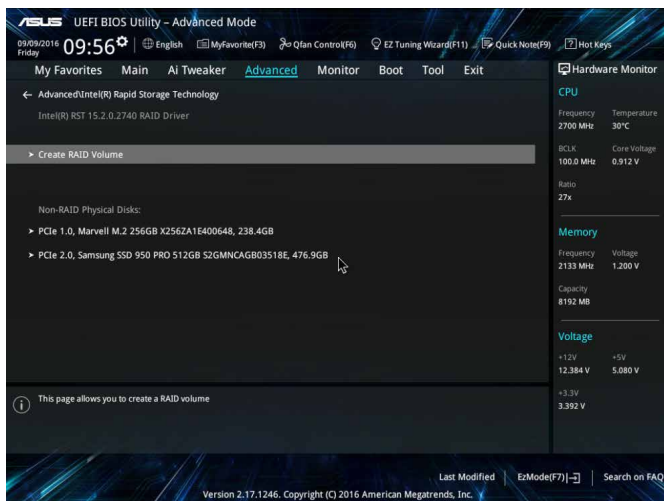 ASUS UEFI BIOS Utility – Advanced Mode
09/09/2016 Friday 09:56 English MyFavorite(F3) Qfan Control(F6) EZ Tuning Wizard(F11) Quick Note(F9) ? Hot Keys
My Favorites Main Ai Tweaker Advanced Monitor Boot Tool Exit
← Advanced\Intel(R) Rapid Storage Technology
Intel(R) RST 15.2.0.2740 RAID Driver
> Create RAID Volume
Non-RAID Physical Disks:
> PCIe 1.0, Marvell M.2 256GB X256ZA1E400648, 238.4GB
> PCIe 2.0, Samsung SSD 950 PRO 512GB S2GMNCAGB03518E, 476.9GB
This page allows you to create a RAID volume
Hardware Monitor
CPU
Frequency Temperature
2700 MHz 30°C
BCLK Core Voltage
100.0 MHz 0.912 V
Ratio
27x
Memory
Frequency Voltage
2133 MHz 1.200 V
Capacity
8192 MB
Voltage
+12V +5V
12.384 V 5.080 V
+3.3V
3.392 V
Last Modified EzMode(F7) Search on FAQ
Version 2.17.1246. Copyright (C) 2016 American Megatrends, Inc.